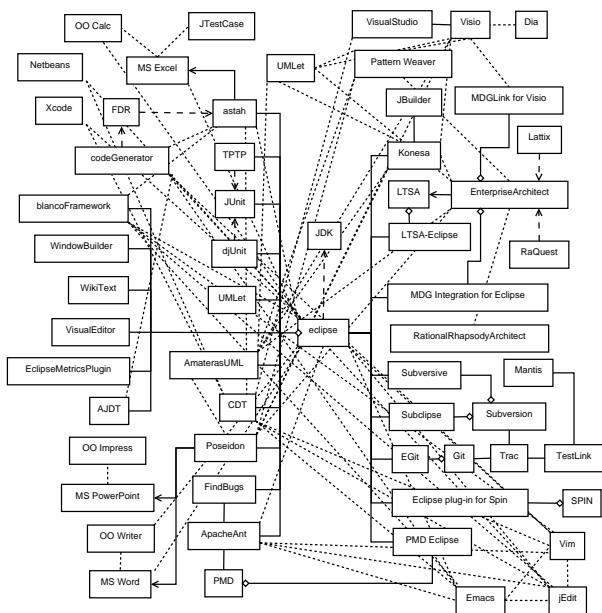 OO Calc
JTestCase
VisualStudio
Visio
Dia
Netbeans
MS Excel
UMLet
Pattern Weaver
Xcode
FDR
astah
JBuilder
MDGLink for Visio
codeGenerator
TPTP
Konesa
Lattix
blancoFramework
JUnit
LTSA
EnterpriseArchitect
WindowBuilder
djUnit
JDK
LTSA-Eclipse
RaQuest
WikiText
UMLet
MDG Integration for Eclipse
VisualEditor
eclipse
RationalRhapsodyArchitect
EclipseMetricsPlugin
AmaterasUML
Subversive
Mantis
AJDT
CDT
Subclipse
Subversion
OO Impress
Poseidon
EGit
Git
Trac
TestLink
MS PowerPoint
FindBugs
Eclipse plug-in for Spin
SPIN
OO Writer
ApacheAnt
PMD Eclipse
Vim
MS Word
PMD
Emacs
jEdit